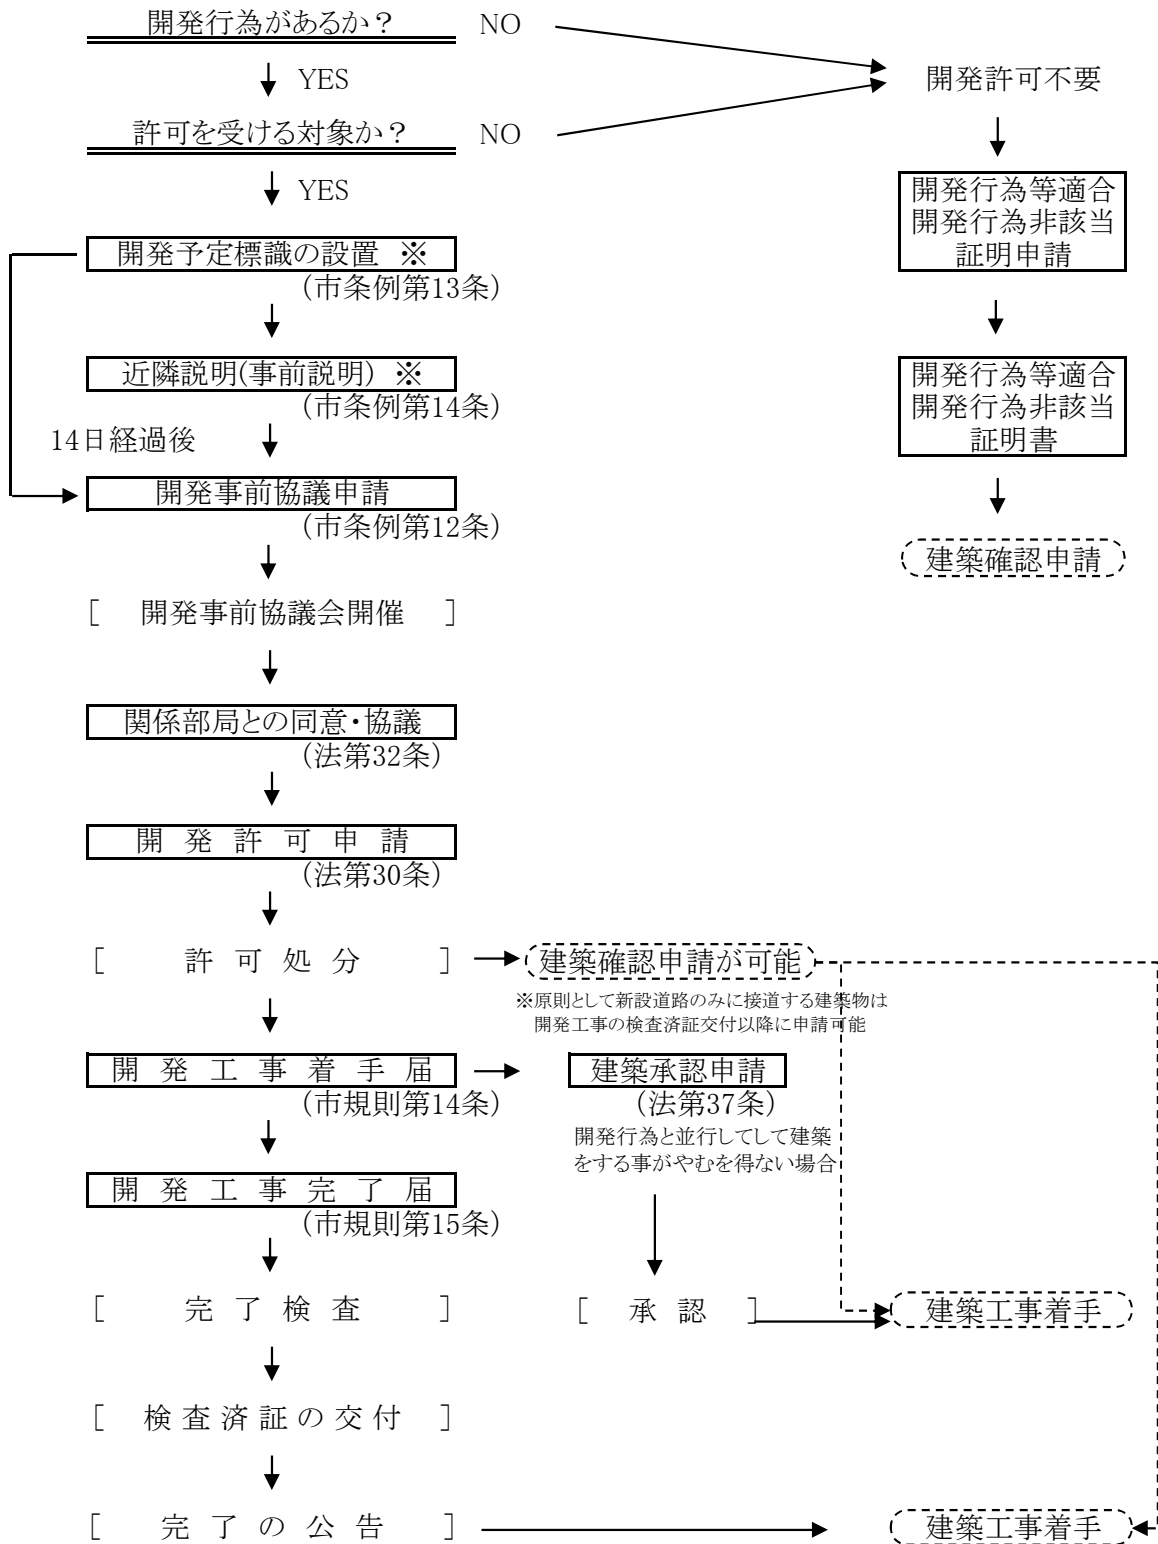 開発行為があるか？ NO
YES
開発許可不要
許可を受ける対象か？ NO
YES
開発行為等適合
開発行為非該当
証明申請
開発予定標識の設置 ※
(市条例第13条)
近隣説明(事前説明) ※
(市条例第14条)
開発行為等適合
開発行為非該当
証明書
14日経過後
開発事前協議申請
(市条例第12条)
建築確認申請
[ 開発事前協議会開催 ]
関係部局との同意・協議
(法第32条)
開発許可申請
(法第30条)
[ 許可処分 ]
建築確認申請が可能
※原則として新設道路のみに接道する建築物は
開発工事の検査済証交付以降に申請可能
開発工事着手届
(市規則第14条)
建築承認申請
(法第37条)
開発行為と並行してして建築
をする事がやむを得ない場合
開発工事完了届
(市規則第15条)
[ 完了検査 ]
[ 承認 ]
建築工事着手
[ 検査済証の交付 ]
[ 完了の公告 ]
建築工事着手